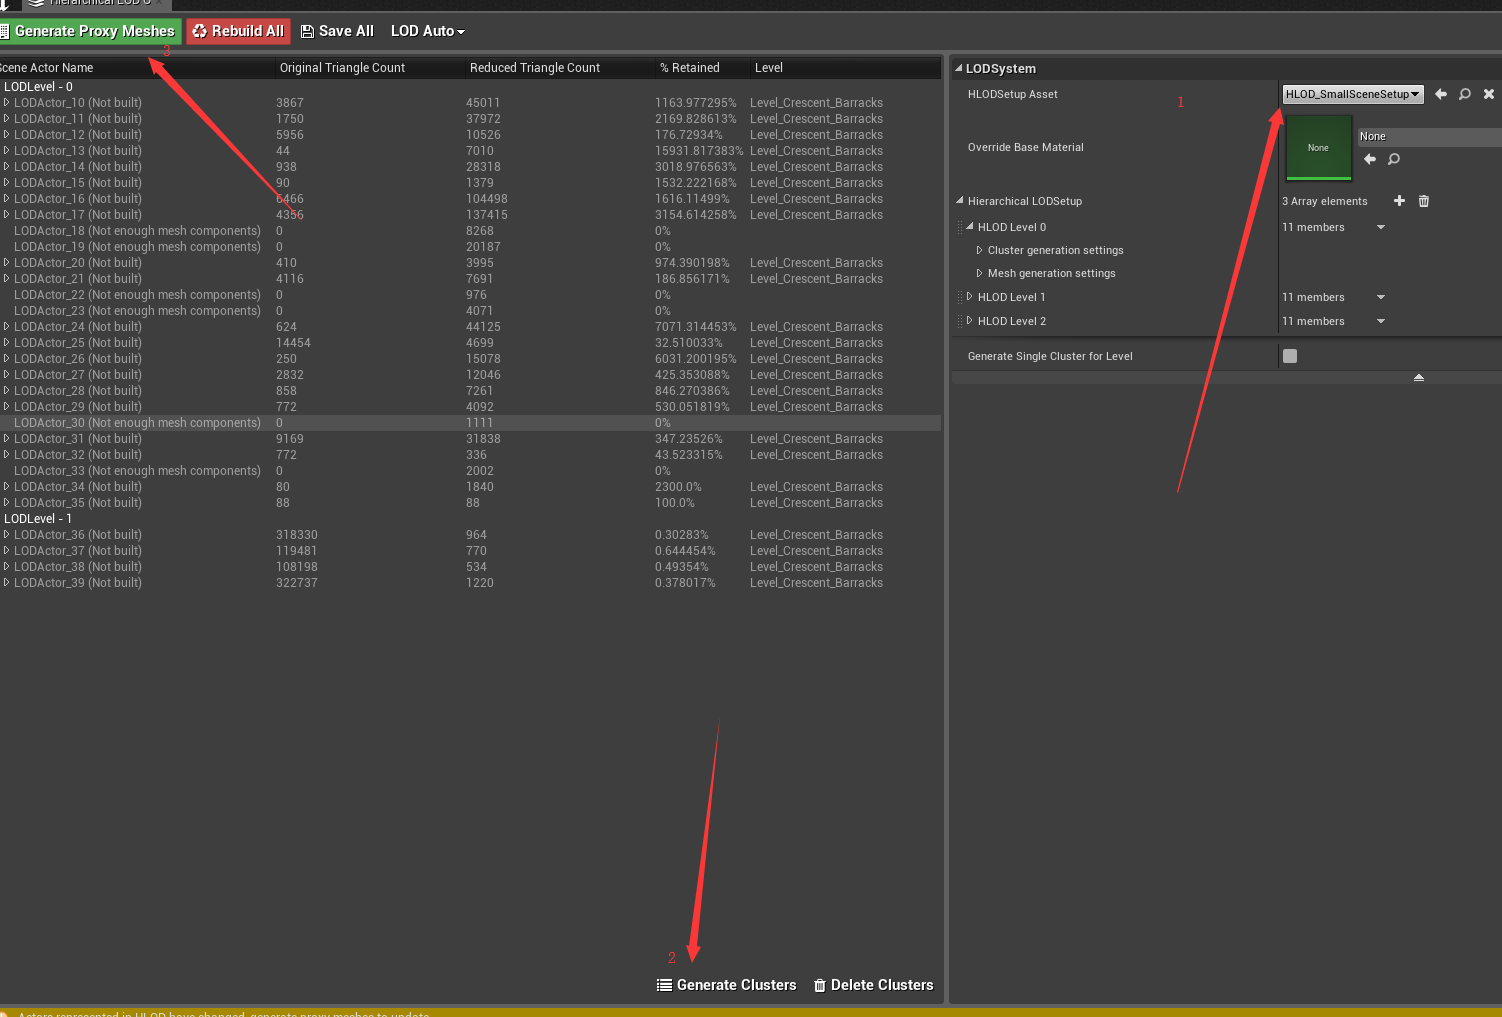 Hierarchical LOD O
Generate Proxy Meshes Rebuild All Save All LOD Auto
3
Scene Actor Name Original Triangle Count Reduced Triangle Count % Retained Level
LODLevel - 0
LODActor_10 (Not built) 3867 45011 1163.977295% Level_Crescent_Barracks
LODActor_11 (Not built) 1750 37972 2169.828613% Level_Crescent_Barracks
LODActor_12 (Not built) 5956 10526 176.72934% Level_Crescent_Barracks
LODActor_13 (Not built) 44 7010 15931.817383% Level_Crescent_Barracks
LODActor_14 (Not built) 938 28318 3018.976563% Level_Crescent_Barracks
LODActor_15 (Not built) 90 1379 1532.222168% Level_Crescent_Barracks
LODActor_16 (Not built) 6466 104498 1616.11499% Level_Crescent_Barracks
LODActor_17 (Not built) 4356 137415 3154.614258% Level_Crescent_Barracks
LODActor_18 (Not enough mesh components) 0 8268 0%
LODActor_19 (Not enough mesh components) 0 20187 0%
LODActor_20 (Not built) 410 3995 974.390198% Level_Crescent_Barracks
LODActor_21 (Not built) 4116 7691 186.856171% Level_Crescent_Barracks
LODActor_22 (Not enough mesh components) 0 976 0%
LODActor_23 (Not enough mesh components) 0 4071 0%
LODActor_24 (Not built) 624 44125 7071.314453% Level_Crescent_Barracks
LODActor_25 (Not built) 14454 4699 32.510033% Level_Crescent_Barracks
LODActor_26 (Not built) 250 15078 6031.200195% Level_Crescent_Barracks
LODActor_27 (Not built) 2832 12046 425.353088% Level_Crescent_Barracks
LODActor_28 (Not built) 858 7261 846.270386% Level_Crescent_Barracks
LODActor_29 (Not built) 772 4092 530.051819% Level_Crescent_Barracks
LODActor_30 (Not enough mesh components) 0 1111 0%
LODActor_31 (Not built) 9169 31838 347.23526% Level_Crescent_Barracks
LODActor_32 (Not built) 772 336 43.523315% Level_Crescent_Barracks
LODActor_33 (Not enough mesh components) 0 2002 0%
LODActor_34 (Not built) 80 1840 2300.0% Level_Crescent_Barracks
LODActor_35 (Not built) 88 88 100.0% Level_Crescent_Barracks
LODLevel - 1
LODActor_36 (Not built) 318330 964 0.30283% Level_Crescent_Barracks
LODActor_37 (Not built) 119481 770 0.644454% Level_Crescent_Barracks
LODActor_38 (Not built) 108198 534 0.49354% Level_Crescent_Barracks
LODActor_39 (Not built) 322737 1220 0.378017% Level_Crescent_Barracks
2
Generate Clusters Delete Clusters
LODSystem
HLODSetup Asset 1 HLOD_SmallSceneSetup
Override Base Material None None
Hierarchical LODSetup 3 Array elements
HLOD Level 0 11 members
Cluster generation settings
Mesh generation settings
HLOD Level 1 11 members
HLOD Level 2 11 members
Generate Single Cluster for Level
Actors represented in HLOD have changed, generate proxy meshes to update.